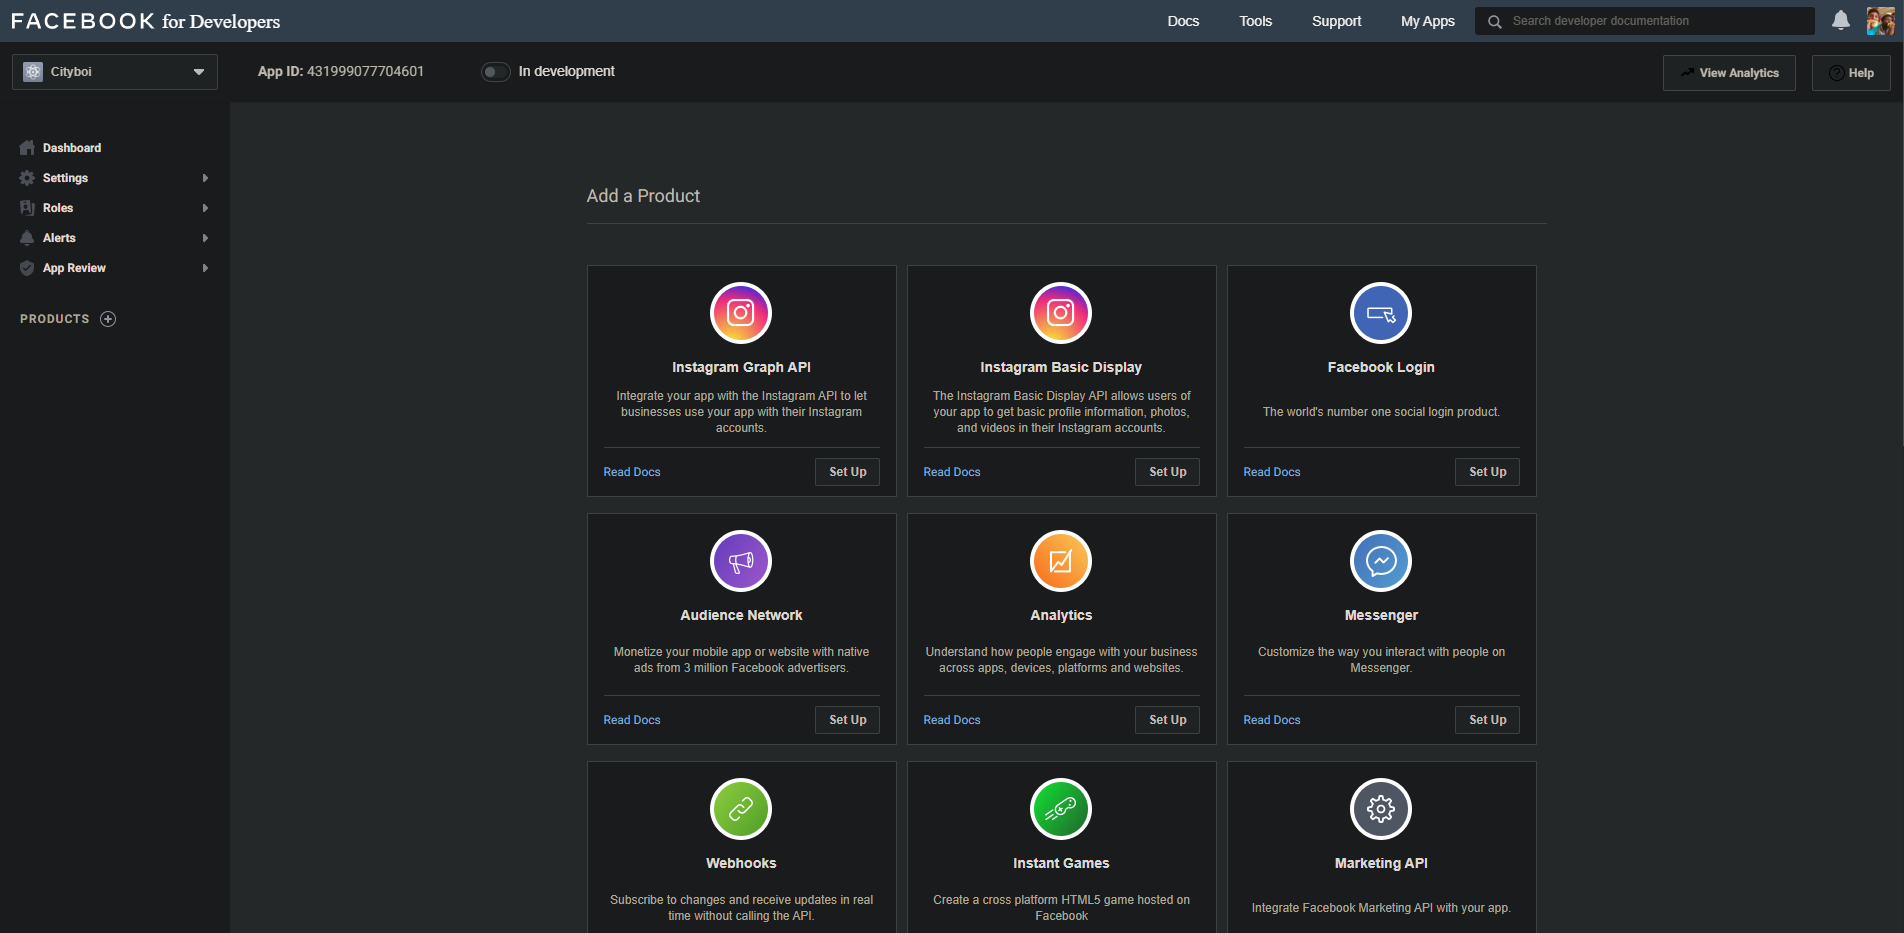 FACEBOOK for Developers
Docs
Tools
Support
My Apps
Search developer documentation
Cityboi
App ID: 431999077704601
In development
View Analytics
Help
Dashboard
Settings
Roles
Alerts
App Review
PRODUCTS
Add a Product
Instagram Graph API
Integrate your app with the Instagram API to let
businesses use your app with their Instagram
accounts.
Read Docs
Set Up
Instagram Basic Display
The Instagram Basic Display API allows users of
your app to get basic profile information, photos,
and videos in their Instagram accounts.
Read Docs
Set Up
Facebook Login
The world's number one social login product.
Read Docs
Set Up
Audience Network
Monetize your mobile app or website with native
ads from 3 million Facebook advertisers.
Read Docs
Set Up
Analytics
Understand how people engage with your business
across apps, devices, platforms and websites.
Read Docs
Set Up
Messenger
Customize the way you interact with people on
Messenger.
Read Docs
Set Up
Webhooks
Subscribe to changes and receive updates in real
time without calling the API.
Instant Games
Create a cross platform HTML5 game hosted on
Facebook
Marketing API
Integrate Facebook Marketing API with your app.